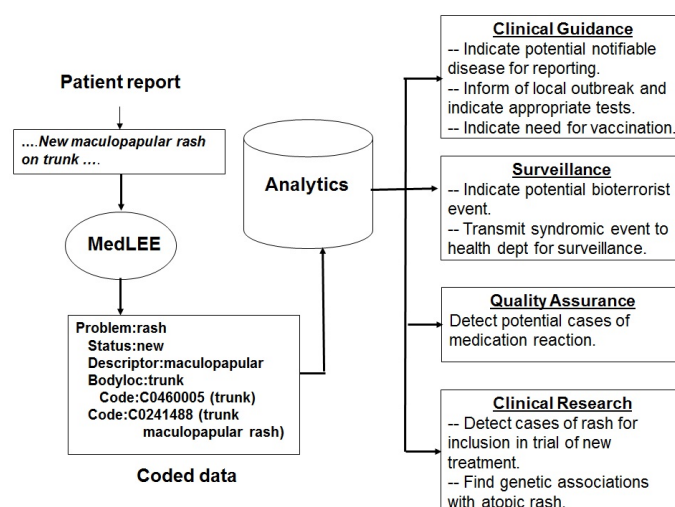 Patient report
....New maculopapular rash
on trunk ....
MedLEE
Problem:rash
Status:new
Descriptor:maculopapular
Bodyloc:trunk
Code:C0460005 (trunk)
Code:C0241488 (trunk
maculopapular rash)
Coded data
Analytics
Clinical Guidance
-- Indicate potential notifiable
disease for reporting.
-- Inform of local outbreak and
indicate appropriate tests.
-- Indicate need for vaccination.
Surveillance
-- Indicate potential bioterrorist
event.
-- Transmit syndromic event to
health dept for surveillance.
Quality Assurance
Detect potential cases of
medication reaction.
Clinical Research
-- Detect cases of rash for
inclusion in trial of new
treatment.
-- Find genetic associations
with atopic rash.